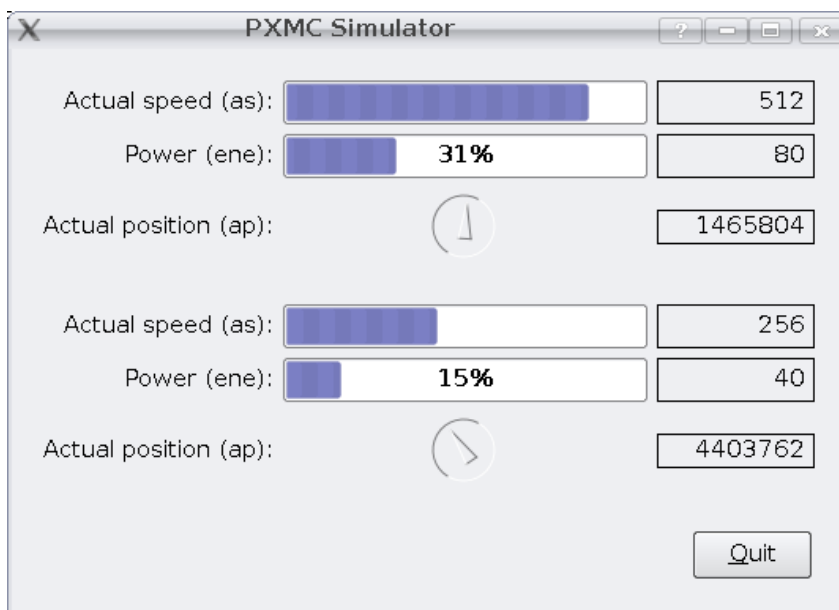 PXMC Simulator
Actual speed (as): 512
Power (ene): 31% 80
Actual position (ap): 1465804
Actual speed (as): 256
Power (ene): 15% 40
Actual position (ap): 4403762
Quit